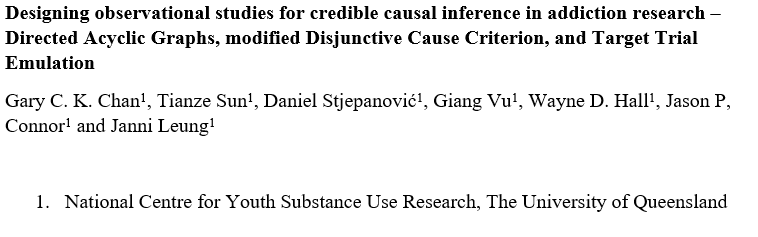 Designing observational studies for credible causal inference in addiction research –
Directed Acyclic Graphs, modified Disjunctive Cause Criterion, and Target Trial
Emulation
Gary C. K. Chan¹, Tianze Sun¹, Daniel Stjepanović¹, Giang Vu¹, Wayne D. Hall¹, Jason P,
Connor¹ and Janni Leung¹
1. National Centre for Youth Substance Use Research, The University of Queensland